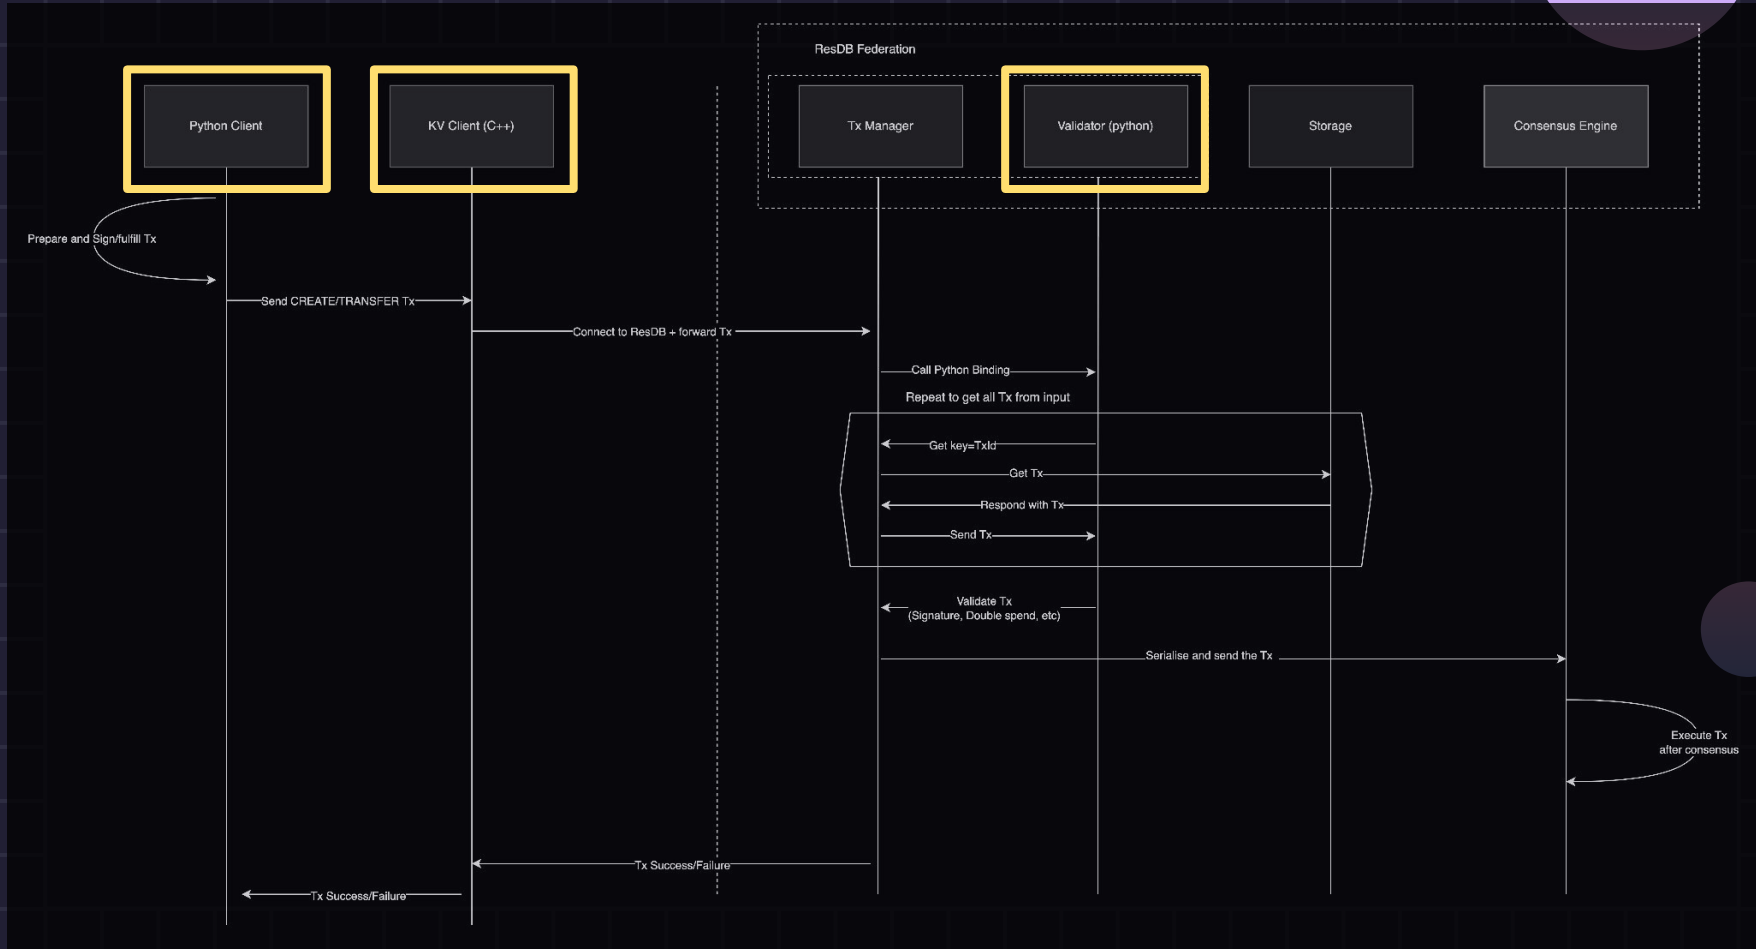 ResDB Federation
Python Client
KV Client (C++)
Tx Manager
Validator (python)
Storage
Consensus Engine
Prepare and Sign/fulfill Tx
Send CREATE/TRANSFER Tx
Connect to ResDB + forward Tx
Call Python Binding
Repeat to get all Tx from input
Get key=TxId
Get Tx
Respond with Tx
Send Tx
Validate Tx
(Signature, Double spend, etc)
Serialise and send the Tx
Execute Tx
after consensus
Tx Success/Failure
Tx Success/Failure